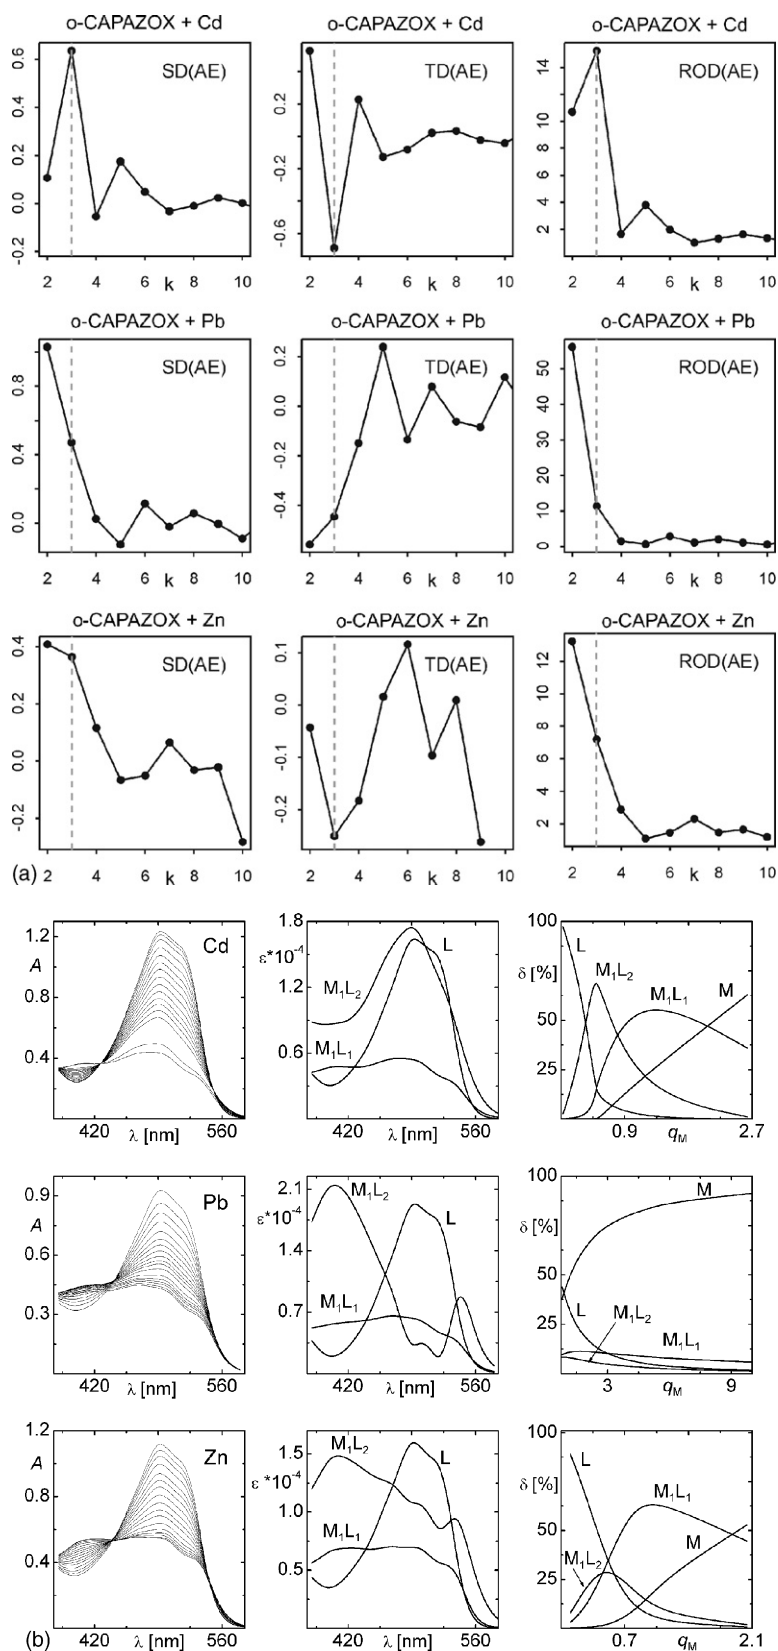 o-CAPAZOX + Cd
SD(AE)
0.6
0.4
0.2
0.0
-0.2
2 4 6 k 8 10
o-CAPAZOX + Cd
TD(AE)
0.2
-0.2
-0.6
2 4 6 k 8 10
o-CAPAZOX + Cd
ROD(AE)
14
10
6
2
2 4 6 k 8 10
o-CAPAZOX + Pb
SD(AE)
0.8
0.4
0.0
2 4 6 k 8 10
o-CAPAZOX + Pb
TD(AE)
0.2
0.0
-0.4
2 4 6 k 8 10
o-CAPAZOX + Pb
ROD(AE)
50
30
10
0
2 4 6 k 8 10
o-CAPAZOX + Zn
SD(AE)
0.4
0.2
0.0
-0.2
2 4 6 k 8 10
o-CAPAZOX + Zn
TD(AE)
0.1
0.0
-0.1
-0.2
2 4 6 k 8 10
o-CAPAZOX + Zn
ROD(AE)
12
10
8
6
4
2
2 4 6 k 8 10
(a)
1.2
A
0.8
0.4
Cd
420 λ [nm] 560
1.8
ε*10⁻⁴
1.2
0.6
L
M₁L₂
M₁L₁
420 λ [nm] 560
100
δ [%]
50
25
L
M₁L₂
M₁L₁
M
0.9 qM 2.7
0.9
A
0.6
0.3
Pb
420 λ [nm] 560
2.1
ε*10⁻⁴
1.4
0.7
M₁L₂
L
M₁L₁
420 λ [nm] 560
100
δ [%]
50
25
M
L
M₁L₂
M₁L₁
3 qM 9
1.2
A
0.8
0.4
Zn
420 λ [nm] 560
1.5
ε*10⁻⁴
1.0
0.5
M₁L₂
L
M₁L₁
420 λ [nm] 560
100
δ [%]
50
25
L
M₁L₁
M
M₁L₂
0.7 qM 2.1
(b)